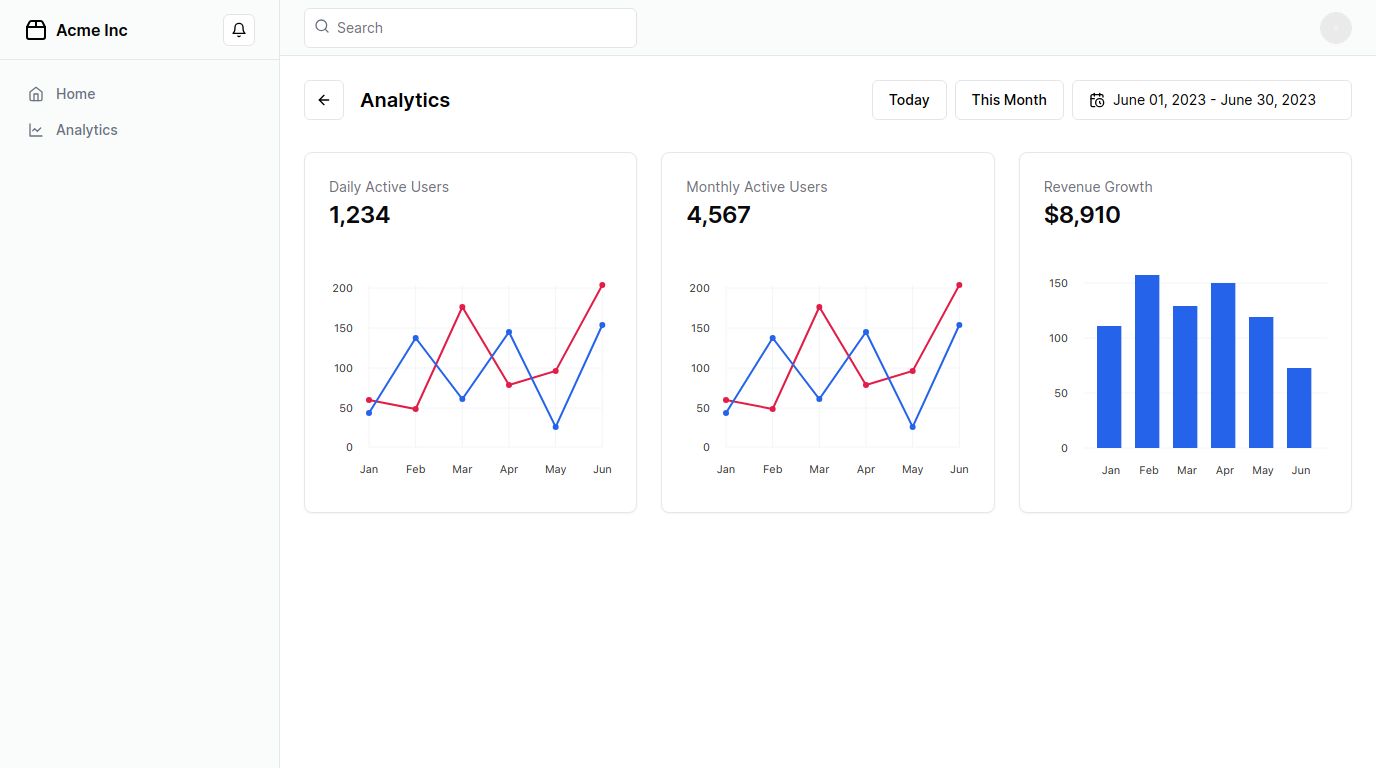 Acme Inc
Search
Home
Analytics
Analytics
Today
This Month
June 01, 2023 - June 30, 2023
Daily Active Users
1,234
200
150
100
50
0
Jan Feb Mar Apr May Jun
Monthly Active Users
4,567
200
150
100
50
0
Jan Feb Mar Apr May Jun
Revenue Growth
$8,910
150
100
50
0
Jan Feb Mar Apr May Jun